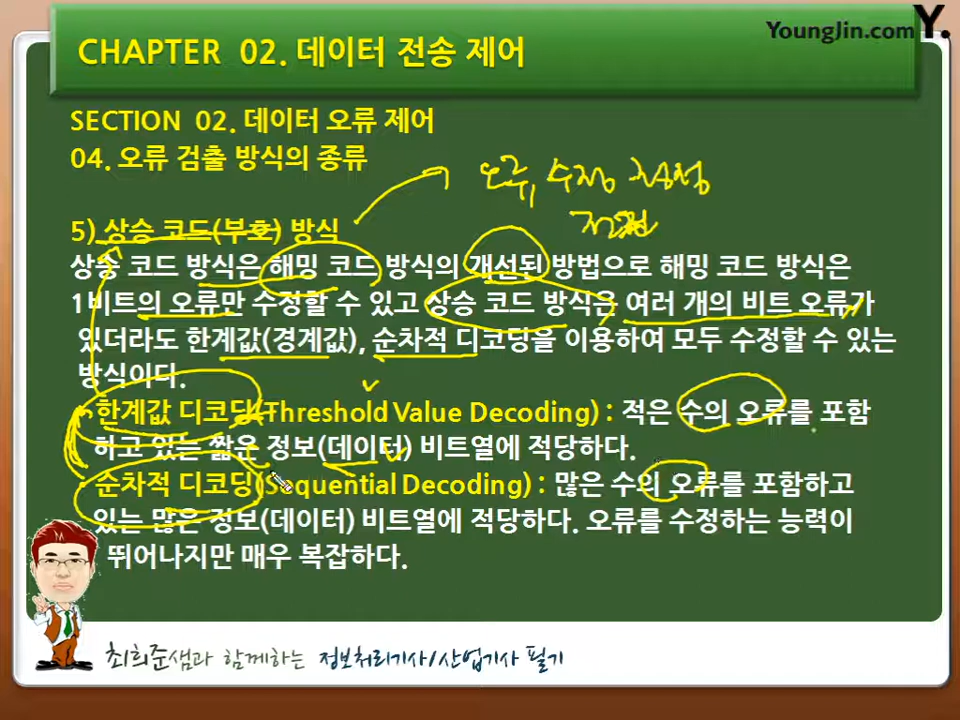 YoungJin.com Y.
CHAPTER 02. 데이터 전송 제어
SECTION 02. 데이터 오류 제어
04. 오류 검출 방식의 종류
오류, 수정
5) 상승 코드(부호) 방식
상승 코드 방식은 해밍 코드 방식의 개선된 방법으로 해밍 코드 방식은
1비트의 오류만 수정할 수 있고 상승 코드 방식은 여러 개의 비트 오류가
있더라도 한계값(경계값), 순차적 디코딩을 이용하여 모두 수정할 수 있는
방식이다.
한계값 디코딩(Threshold Value Decoding) : 적은 수의 오류를 포함
하고 있는 짧은 정보(데이터) 비트열에 적당하다.
순차적 디코딩(Sequential Decoding) : 많은 수의 오류를 포함하고
있는 많은 정보(데이터) 비트열에 적당하다. 오류를 수정하는 능력이
뛰어나지만 매우 복잡하다.
최희준샘과 함께하는 정보처리기사/산업기사 필기